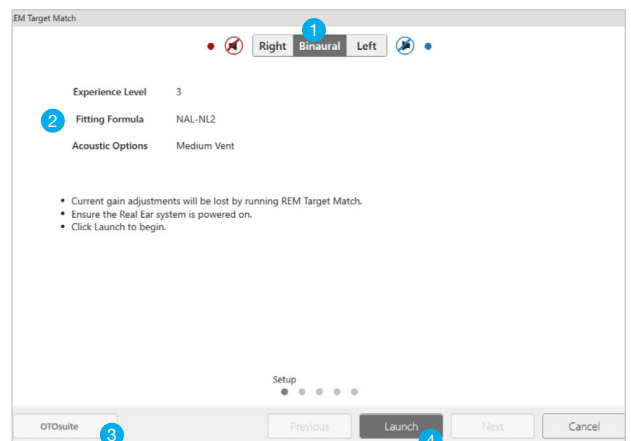 EM Target Match
1
Right Binaural Left
Experience Level 3
2 Fitting Formula NAL-NL2
Acoustic Options Medium Vent
• Current gain adjustments will be lost by running REM Target Match.
• Ensure the Real Ear system is powered on.
• Click Launch to begin.
Setup
OTOsuite 3 Previous Launch 4 Next Cancel